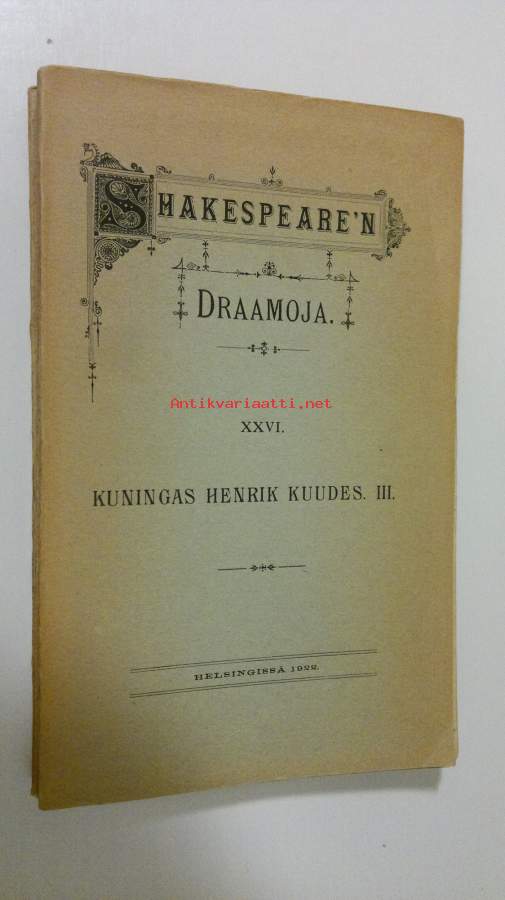 SHAKESPEARE'N
DRAAMOJA.
Antikvariaatti.net
XXVI.
KUNINGAS HENRIK KUUDES. III.
HELSINGISSÄ 1922.